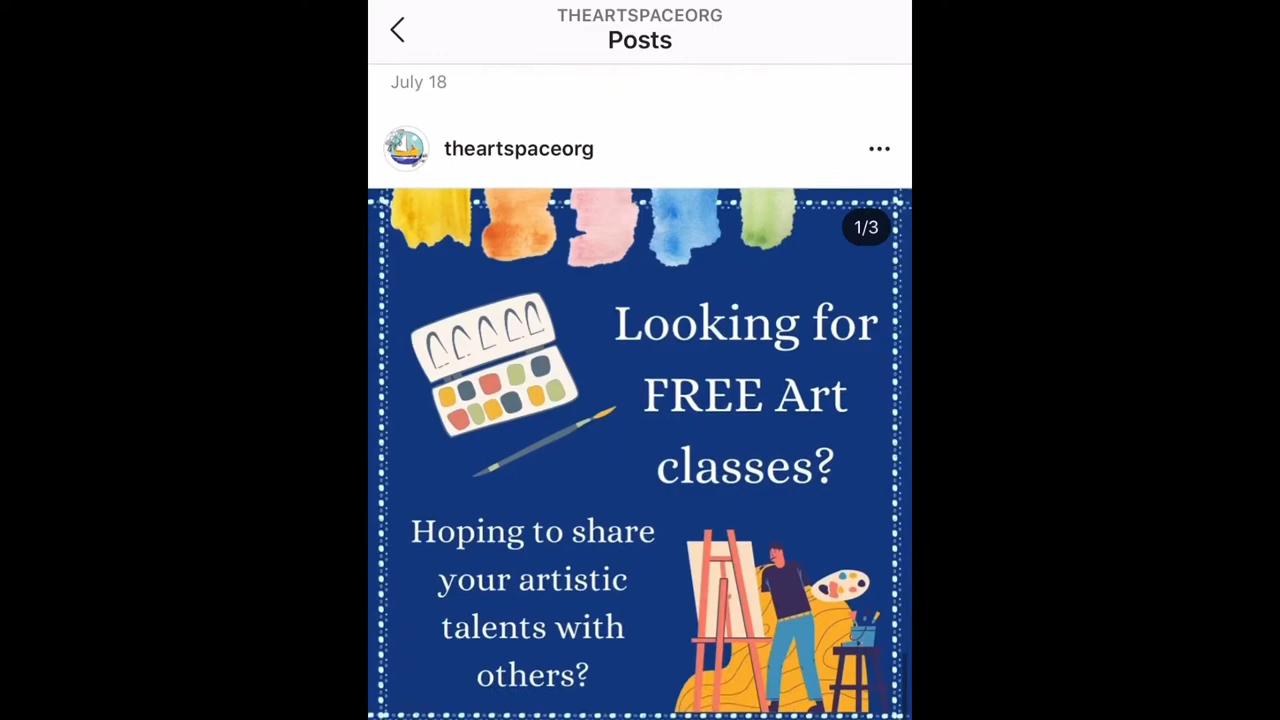 THEARTSPACEORG
Posts
July 18
theartspaceorg
1/3
Looking for
FREE Art
classes?
Hoping to share
your artistic
talents with
others?